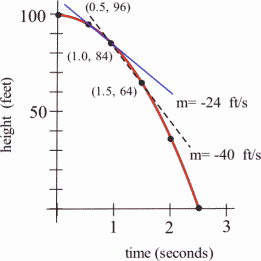 (0.5, 96)
100
(1.0, 84)
(1.5, 64)
m= -24 ft/s
50
m= -40 ft/s
height (feet)
1
2
3
time (seconds)